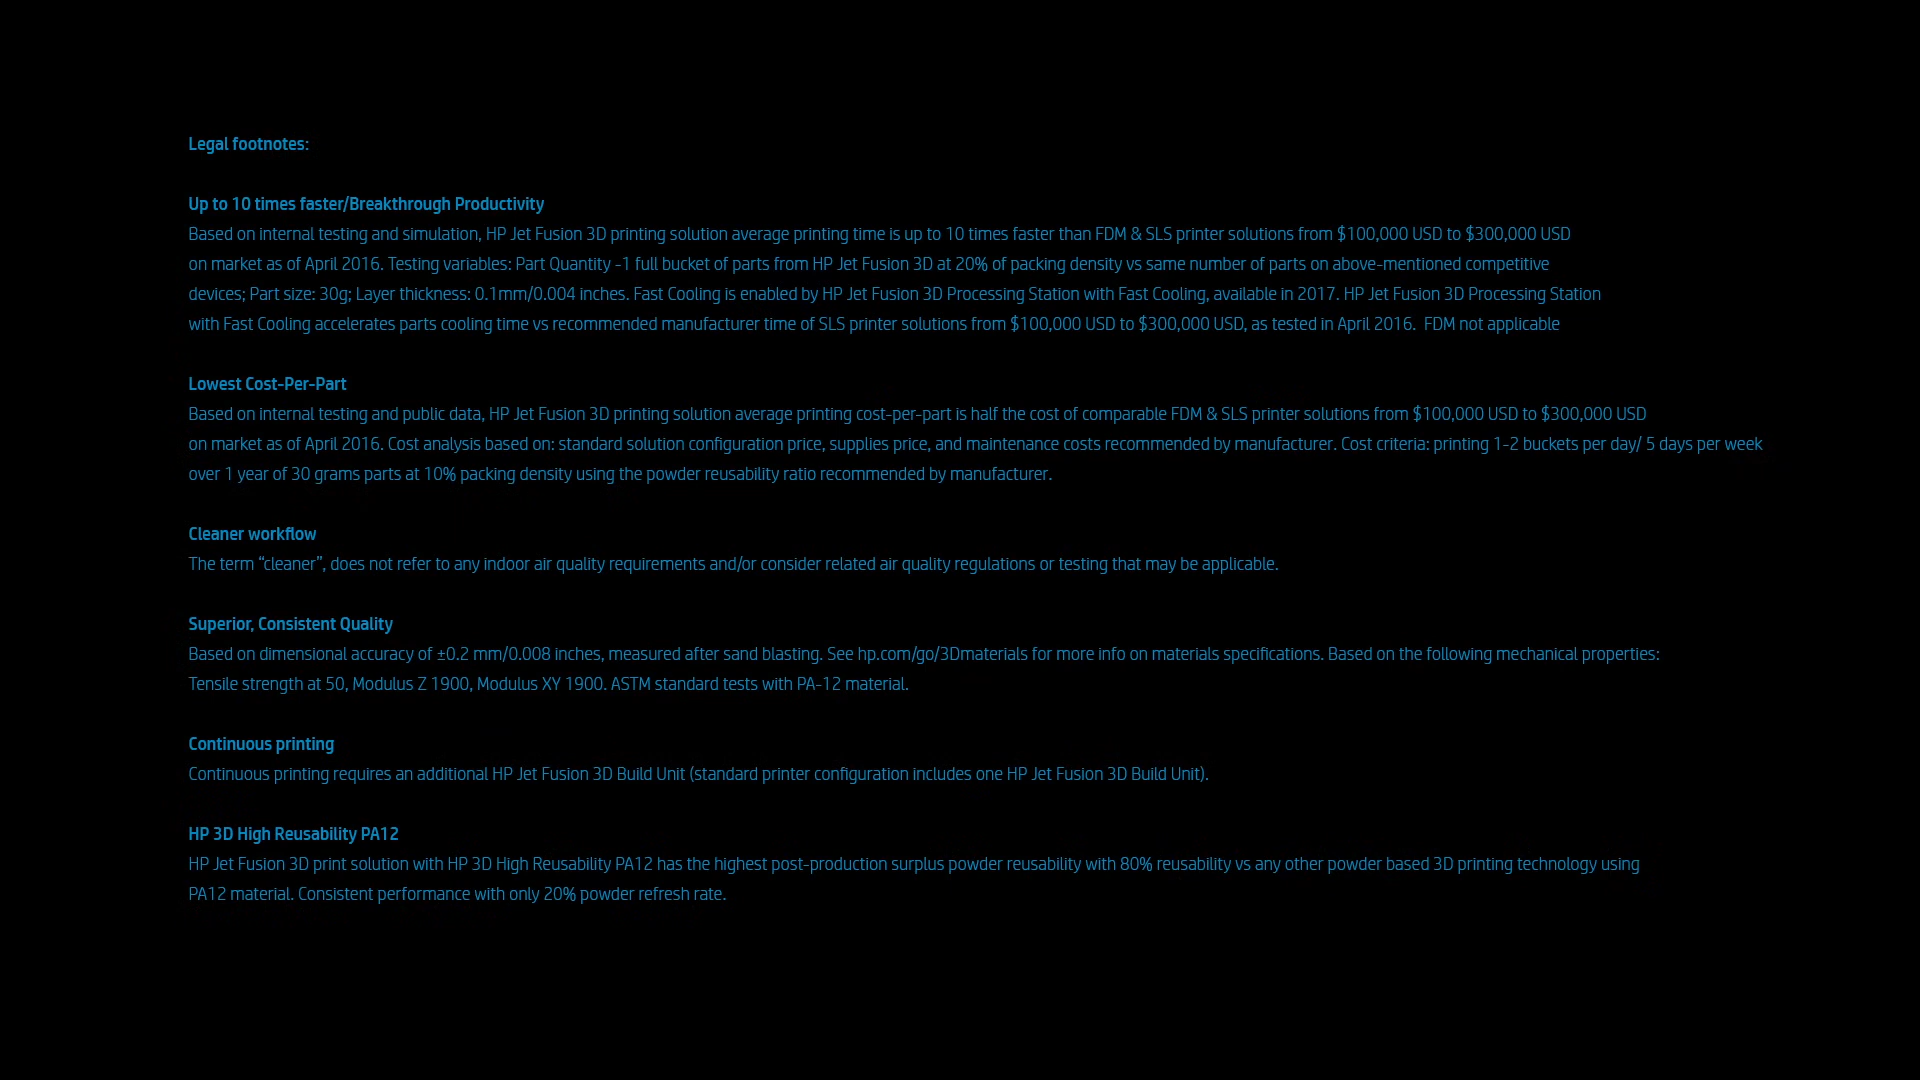 Legal footnotes:
Up to 10 times faster/Breakthrough Productivity
Based on internal testing and simulation, HP Jet Fusion 3D printing solution average printing time is up to 10 times faster than FDM & SLS printer solutions from $100,000 USD to $300,000 USD
on market as of April 2016. Testing variables: Part Quantity -1 full bucket of parts from HP Jet Fusion 3D at 20% of packing density vs same number of parts on above-mentioned competitive
devices; Part size: 30g; Layer thickness: 0.1mm/0.004 inches. Fast Cooling is enabled by HP Jet Fusion 3D Processing Station with Fast Cooling, available in 2017. HP Jet Fusion 3D Processing Station
with Fast Cooling accelerates parts cooling time vs recommended manufacturer time of SLS printer solutions from $100,000 USD to $300,000 USD, as tested in April 2016.  FDM not applicable
Lowest Cost-Per-Part
Based on internal testing and public data, HP Jet Fusion 3D printing solution average printing cost-per-part is half the cost of comparable FDM & SLS printer solutions from $100,000 USD to $300,000 USD
on market as of April 2016. Cost analysis based on: standard solution configuration price, supplies price, and maintenance costs recommended by manufacturer. Cost criteria: printing 1-2 buckets per day/ 5 days per week
over 1 year of 30 grams parts at 10% packing density using the powder reusability ratio recommended by manufacturer.
Cleaner workflow
The term “cleaner”, does not refer to any indoor air quality requirements and/or consider related air quality regulations or testing that may be applicable.
Superior, Consistent Quality
Based on dimensional accuracy of ±0.2 mm/0.008 inches, measured after sand blasting. See hp.com/go/3Dmaterials for more info on materials specifications. Based on the following mechanical properties:
Tensile strength at 50, Modulus Z 1900, Modulus XY 1900. ASTM standard tests with PA-12 material.
Continuous printing
Continuous printing requires an additional HP Jet Fusion 3D Build Unit (standard printer configuration includes one HP Jet Fusion 3D Build Unit).
HP 3D High Reusability PA12
HP Jet Fusion 3D print solution with HP 3D High Reusability PA12 has the highest post-production surplus powder reusability with 80% reusability vs any other powder based 3D printing technology using
PA12 material. Consistent performance with only 20% powder refresh rate.